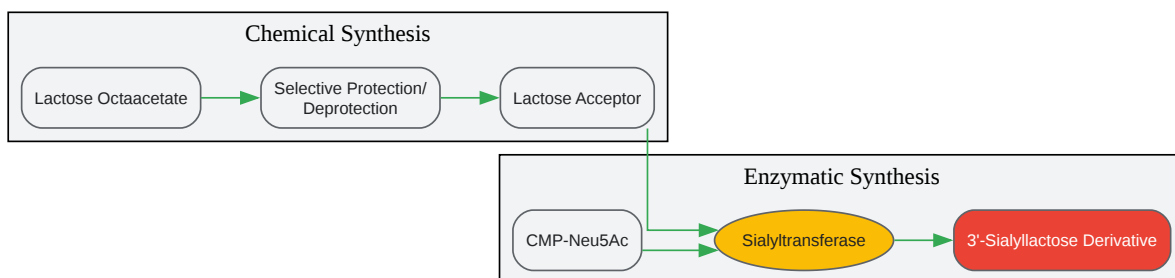 Chemical Synthesis
Lactose Octaacetate
Selective Protection/
Deprotection
Lactose Acceptor
Enzymatic Synthesis
CMP-Neu5Ac
Sialyltransferase
3'-Sialyllactose Derivative